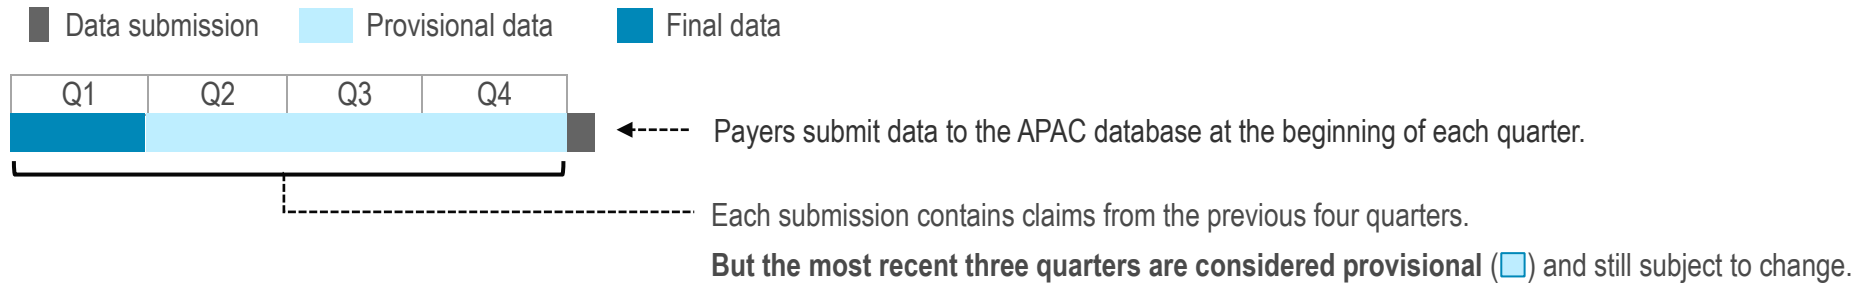 Data submission Provisional data Final data
Q1 Q2 Q3 Q4
Payers submit data to the APAC database at the beginning of each quarter.
Each submission contains claims from the previous four quarters.
But the most recent three quarters are considered provisional () and still subject to change.